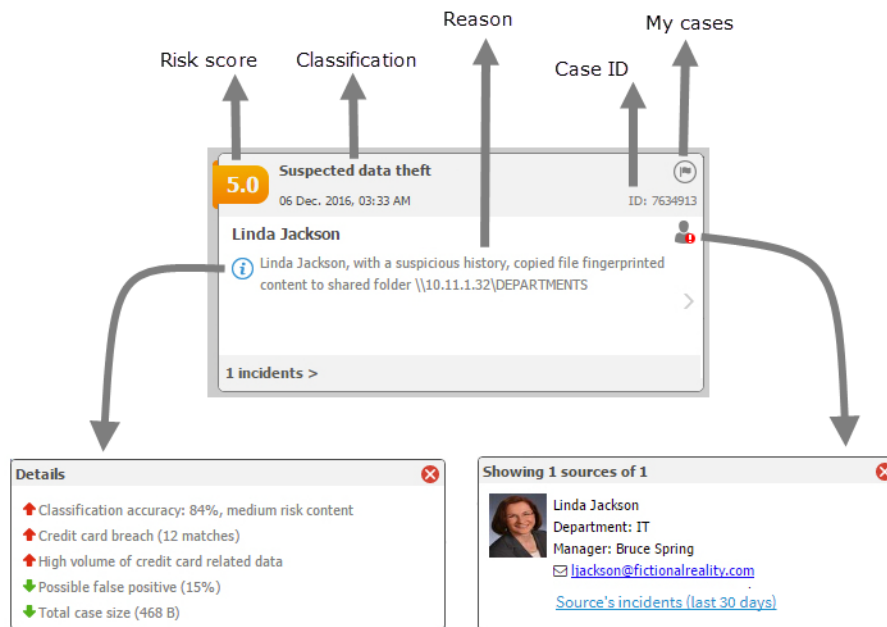 Reason
My cases
Risk score
Classification
Case ID
5.0
Suspected data theft
06 Dec. 2016, 03:33 AM
ID: 7634913
Linda Jackson
Linda Jackson, with a suspicious history, copied file fingerprinted
content to shared folder \\10.11.1.32\DEPARTMENTS
1 incidents >
Details
Classification accuracy: 84%, medium risk content
Credit card breach (12 matches)
High volume of credit card related data
Possible false positive (15%)
Total case size (468 B)
Showing 1 sources of 1
Linda Jackson
Department: IT
Manager: Bruce Spring
ljackson@fictionalreality.com
Source's incidents (last 30 days)